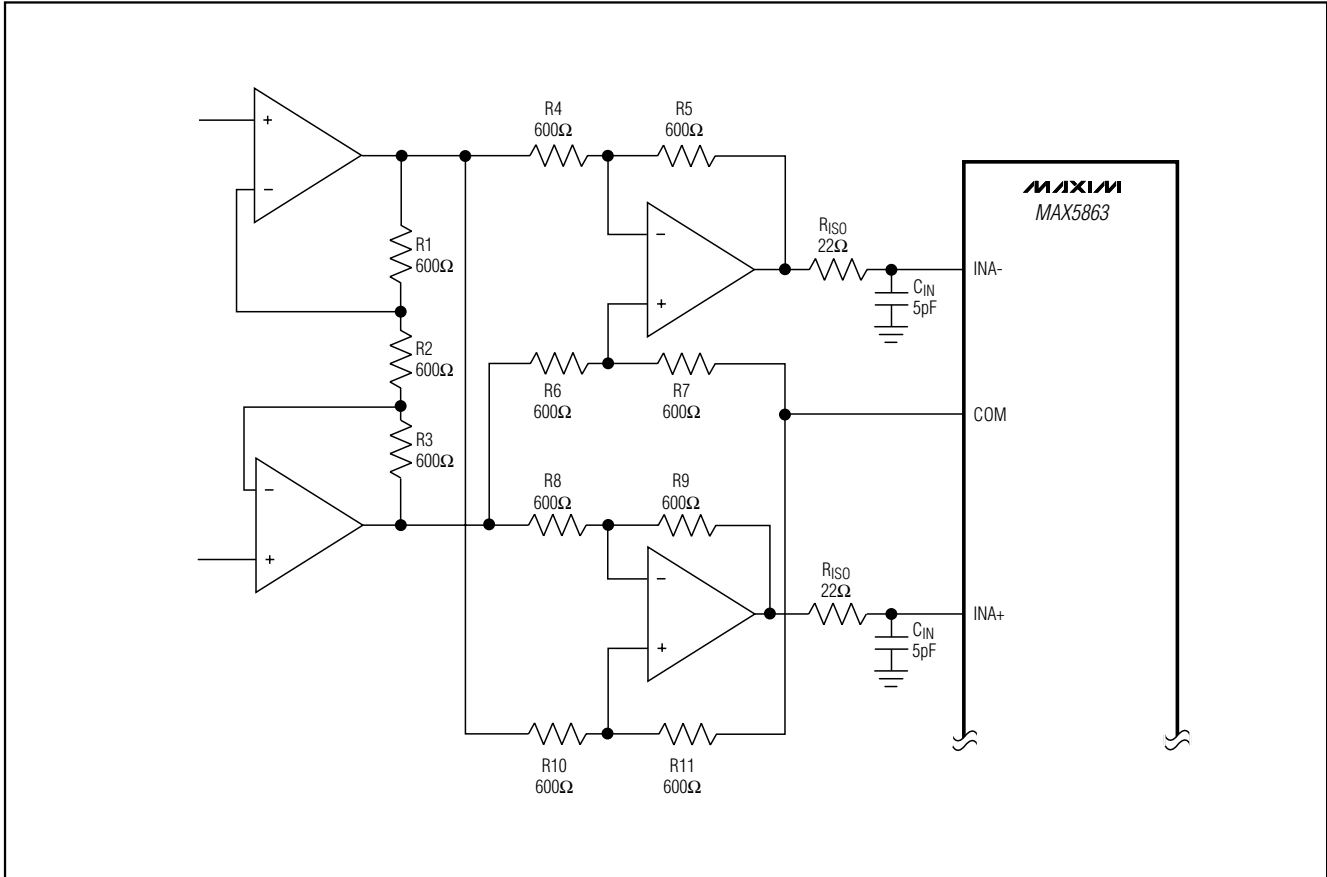 R4
600Ω
R5
600Ω
+
−
R1
600Ω
R2
600Ω
R3
600Ω
−
+
−
+
R6
600Ω
R7
600Ω
R8
600Ω
R9
600Ω
−
+
R10
600Ω
R11
600Ω
RISO
22Ω
CIN
5pF
RISO
22Ω
CIN
5pF
MAXIM
MAX5863
INA-
COM
INA+